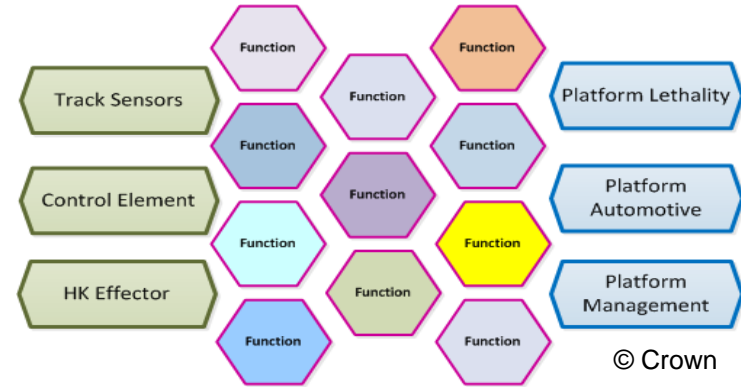 Track Sensors
Control Element
HK Effector
Function
Function
Function
Function
Function
Function
Function
Function
Function
Function
Function
Platform Lethality
Platform
Automotive
Platform
Management
© Crown